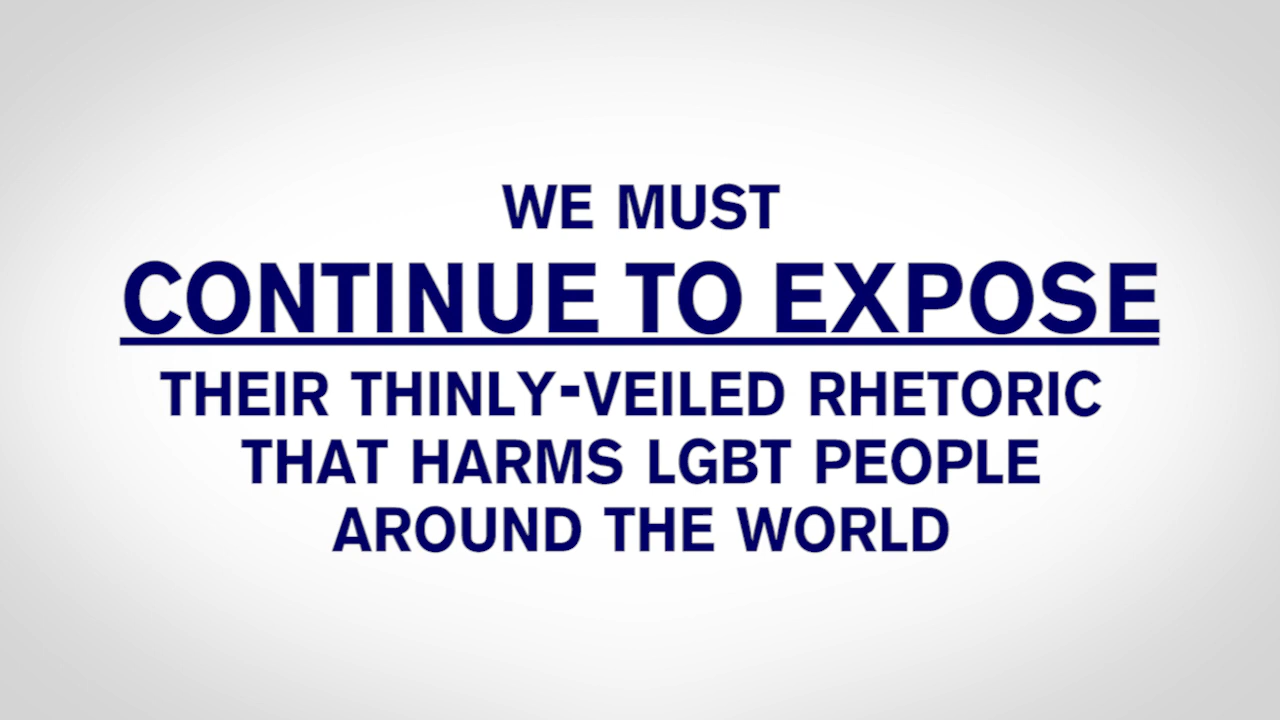 WE MUST
CONTINUE TO EXPOSE
THEIR THINLY-VEILED RHETORIC
THAT HARMS LGBT PEOPLE
AROUND THE WORLD